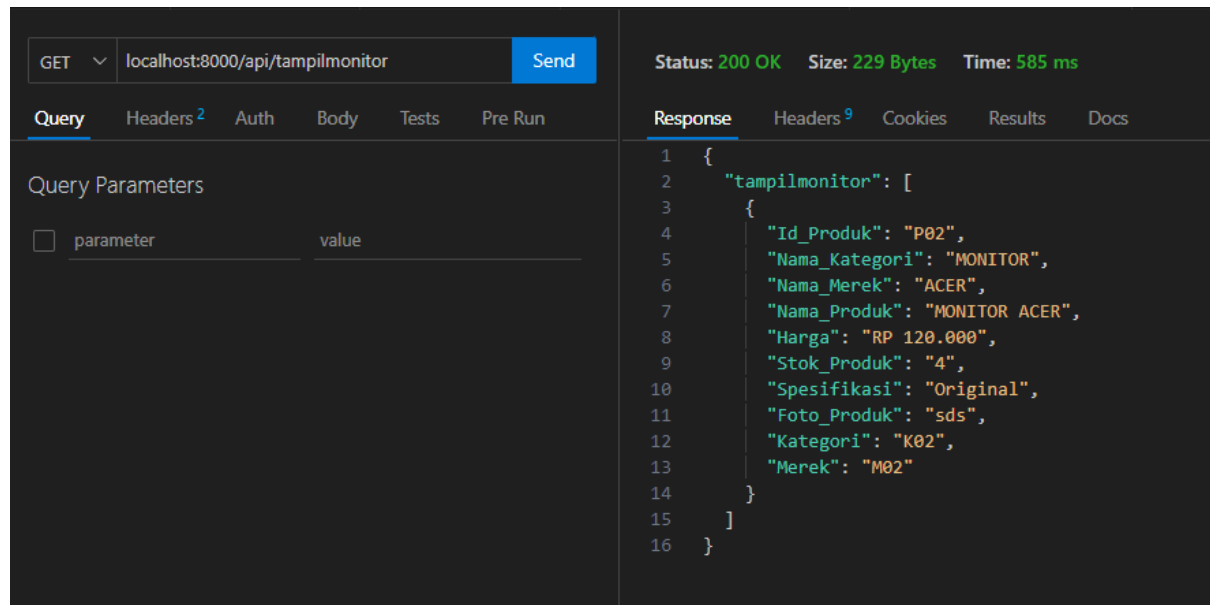 GET localhost:8000/api/tampilmonitor Send
Query Headers 2 Auth Body Tests Pre Run
Query Parameters
parameter value
Status: 200 OK Size: 229 Bytes Time: 585 ms
Response Headers 9 Cookies Results Docs
1 {
2 "tampilmonitor": [
3 {
4 "Id_Produk": "P02",
5 "Nama_Kategori": "MONITOR",
6 "Nama_Merek": "ACER",
7 "Nama_Produk": "MONITOR ACER",
8 "Harga": "RP 120.000",
9 "Stok_Produk": "4",
10 "Spesifikasi": "Original",
11 "Foto_Produk": "sds",
12 "Kategori": "K02",
13 "Merek": "M02"
14 }
15 ]
16 }